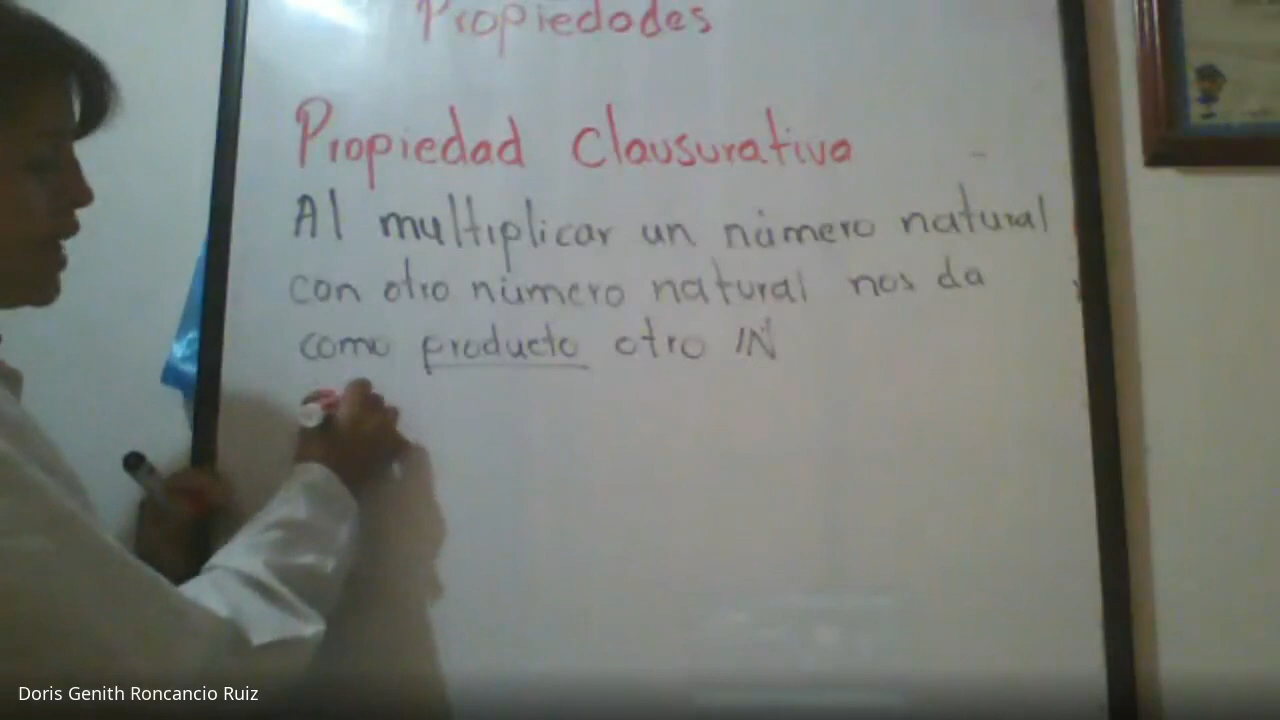 Propiedades
Propiedad Clausurativa
Al multiplicar un número natural
con otro número natural nos da
como producto otro IN
Doris Genith Roncancio Ruiz